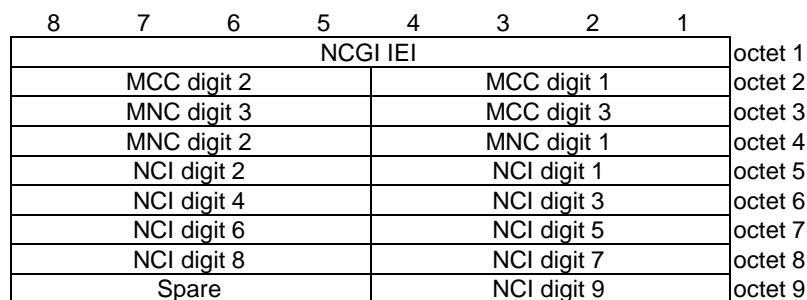 8 7 6 5 4 3 2 1
NCGI IEI octet 1
MCC digit 2 MCC digit 1 octet 2
MNC digit 3 MCC digit 3 octet 3
MNC digit 2 MNC digit 1 octet 4
NCI digit 2 NCI digit 1 octet 5
NCI digit 4 NCI digit 3 octet 6
NCI digit 6 NCI digit 5 octet 7
NCI digit 8 NCI digit 7 octet 8
Spare NCI digit 9 octet 9